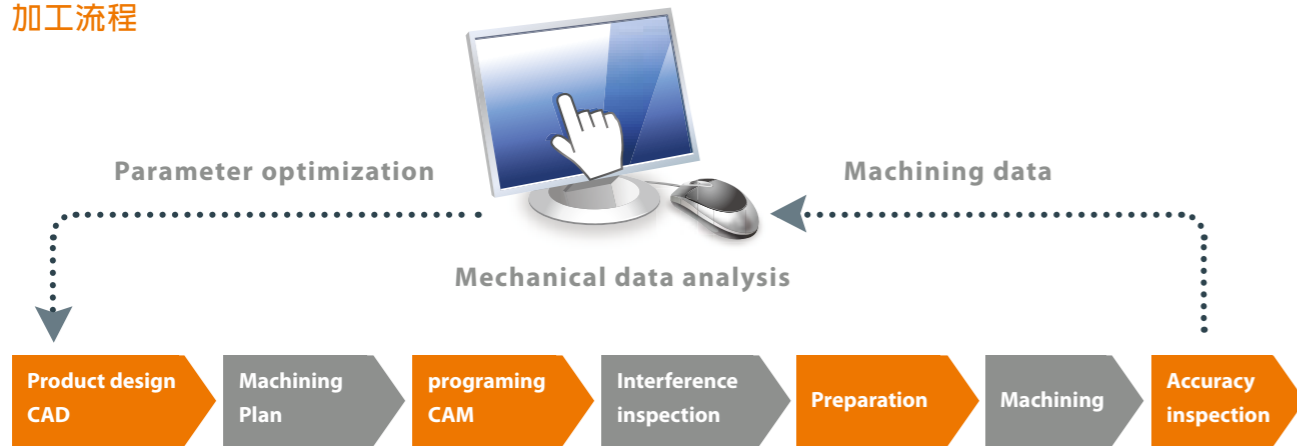 加工流程
Parameter optimization
Machining data
Mechanical data analysis
Product design
CAD
Machining
Plan
programing
CAM
Interference
inspection
Preparation
Machining
Accuracy
inspection